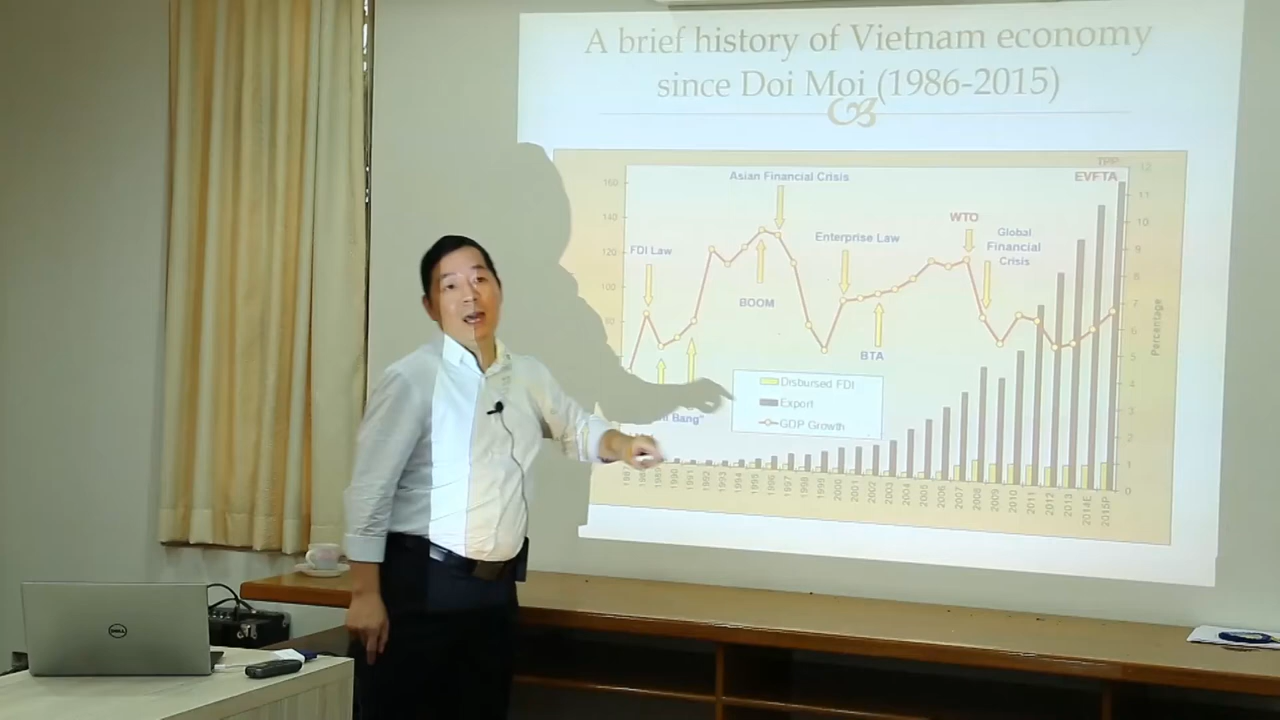 A brief history of Vietnam economy
since Doi Moi (1986-2015)
TPP
EVFTA
Asian Financial Crisis
WTO
Enterprise Law
Global
Financial
Crisis
FDI Law
BOOM
BTA
Bang"
160
140
120
100
80
12
11
10
9
8
7
6
5
4
3
2
1
0
Percentage
Disbursed FDI
Export
GDP Growth
1990
1991
1992
1993
1994
1995
1996
1997
1998
1999
2000
2001
2002
2003
2004
2005
2006
2007
2008
2009
2010
2011
2012
2013
2014E
2015P
DELL